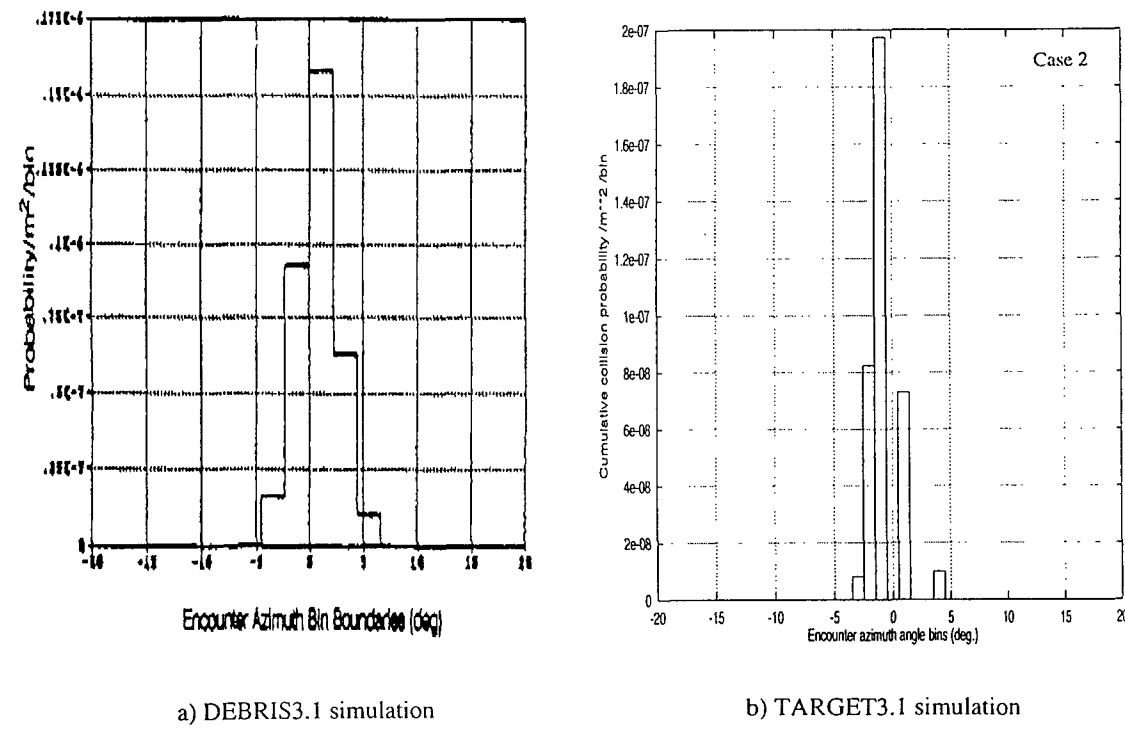 Probability/m²/bin
Encounter Azimuth Bin Boundaries (deg)
a) DEBRIS3.1 simulation
Case 2
2e-07
1.8e-07
1.6e-07
1.4e-07
1.2e-07
1e-07
8e-08
6e-08
4e-08
2e-08
0
Cumulative collision probability /m^^2 /bin
-20 -15 -10 -5 0 5 10 15
Encounter azimuth angle bins (deg.)
b) TARGET3.1 simulation